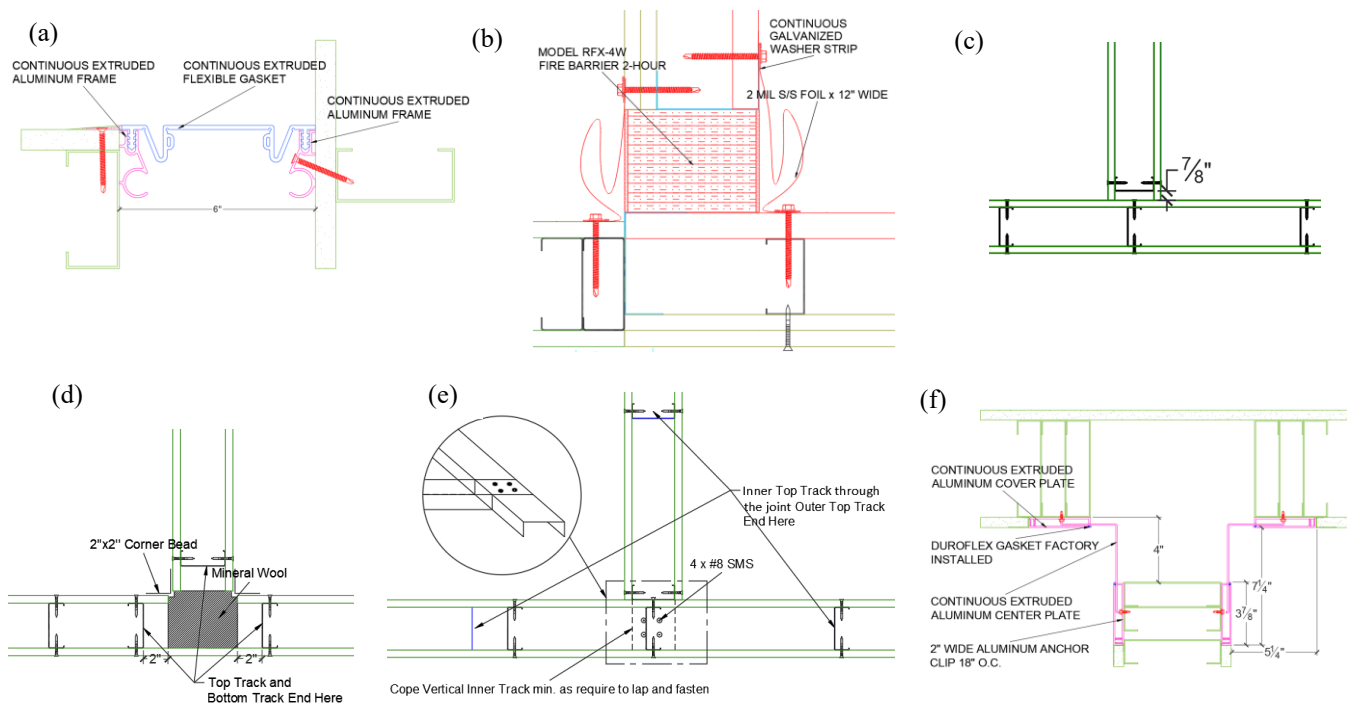 (a)
CONTINUOUS EXTRUDED
ALUMINUM FRAME
CONTINUOUS EXTRUDED
FLEXIBLE GASKET
CONTINUOUS EXTRUDED
ALUMINUM FRAME
6"
(b)
CONTINUOUS
GALVANIZED
WASHER STRIP
MODEL RFX-4W
FIRE BARRIER 2-HOUR
2 MIL S/S FOIL x 12" WIDE
(c)
7/8"
(d)
2"x2" Corner Bead
Mineral Wool
2"
2"
Top Track and
Bottom Track End Here
(e)
Inner Top Track through
the joint Outer Top Track
End Here
4 x #8 SMS
Cope Vertical Inner Track min. as require to lap and fasten
(f)
CONTINUOUS EXTRUDED
ALUMINUM COVER PLATE
DUROFLEX GASKET FACTORY
INSTALLED
CONTINUOUS EXTRUDED
ALUMINUM CENTER PLATE
2" WIDE ALUMINUM ANCHOR
CLIP 18" O.C.
4"
7 1/4"
3 7/8"
5 1/4"